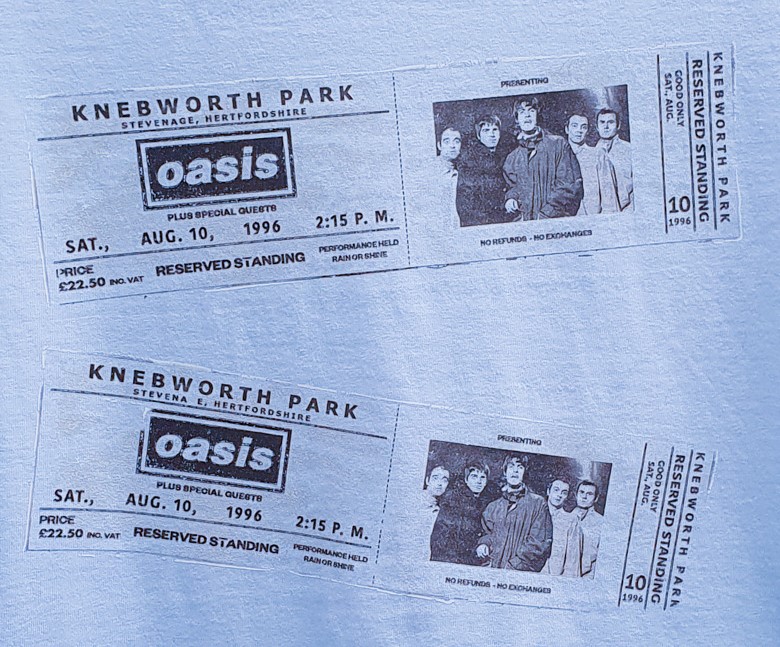 KNEBWORTH PARK
STEVENAGE, HERTFORDSHIRE
oasis
PLUS SPECIAL GUESTS
SAT., AUG. 10, 1996 2:15 P. M.
PRICE
£22.50 INC. VAT
RESERVED STANDING
PERFORMANCE HELD
RAIN OR SHINE
PRESENTING
NO REFUNDS - NO EXCHANGES
GOOD ONLY
SAT., AUG.
10
1996
RESERVED STANDING
KNEBWORTH PARK
KNEBWORTH PARK
STEVENA E, HERTFORDSHIRE
oasis
PLUS SPECIAL GUESTS
SAT., AUG. 10, 1996 2:15 P. M.
PRICE
£22.50 INC. VAT
RESERVED STANDING
PERFORMANCE HELD
RAIN OR SHINE
PRESENTING
NO REFUNDS - NO EXCHANGES
GOOD ONLY
SAT., AUG.
10
1996
RESERVED STANDING
KNEBWORTH PARK